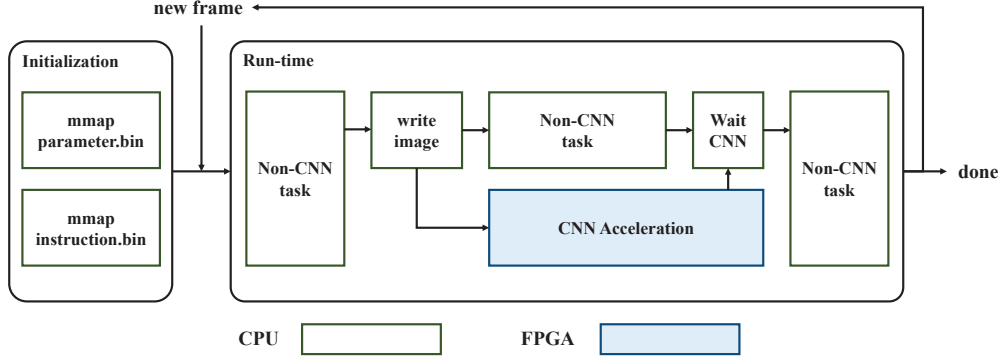 new frame
Initialization
mmap
parameter.bin
mmap
instruction.bin
Run-time
Non-CNN
task
write
image
Non-CNN
task
Wait
CNN
CNN Acceleration
Non-CNN
task
done
CPU
FPGA